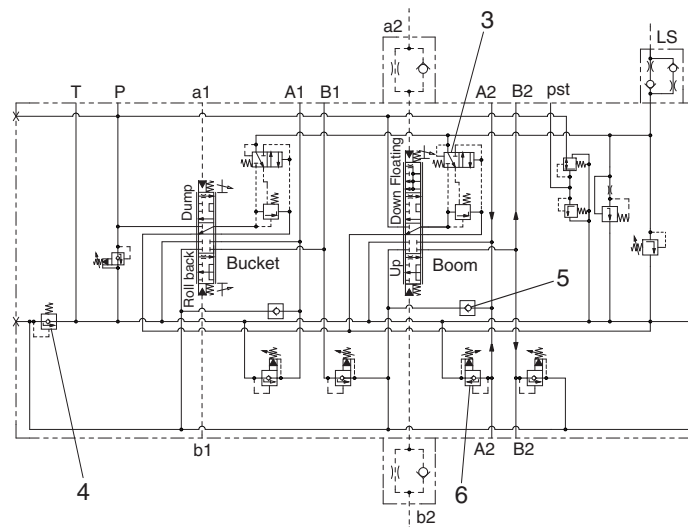 a2
3
LS
T P a1 A1 B1 A2 B2 pst
Dump
Roll back
Bucket
Down Floating
Up
Boom
5
4
b1
6
A2 B2
b2